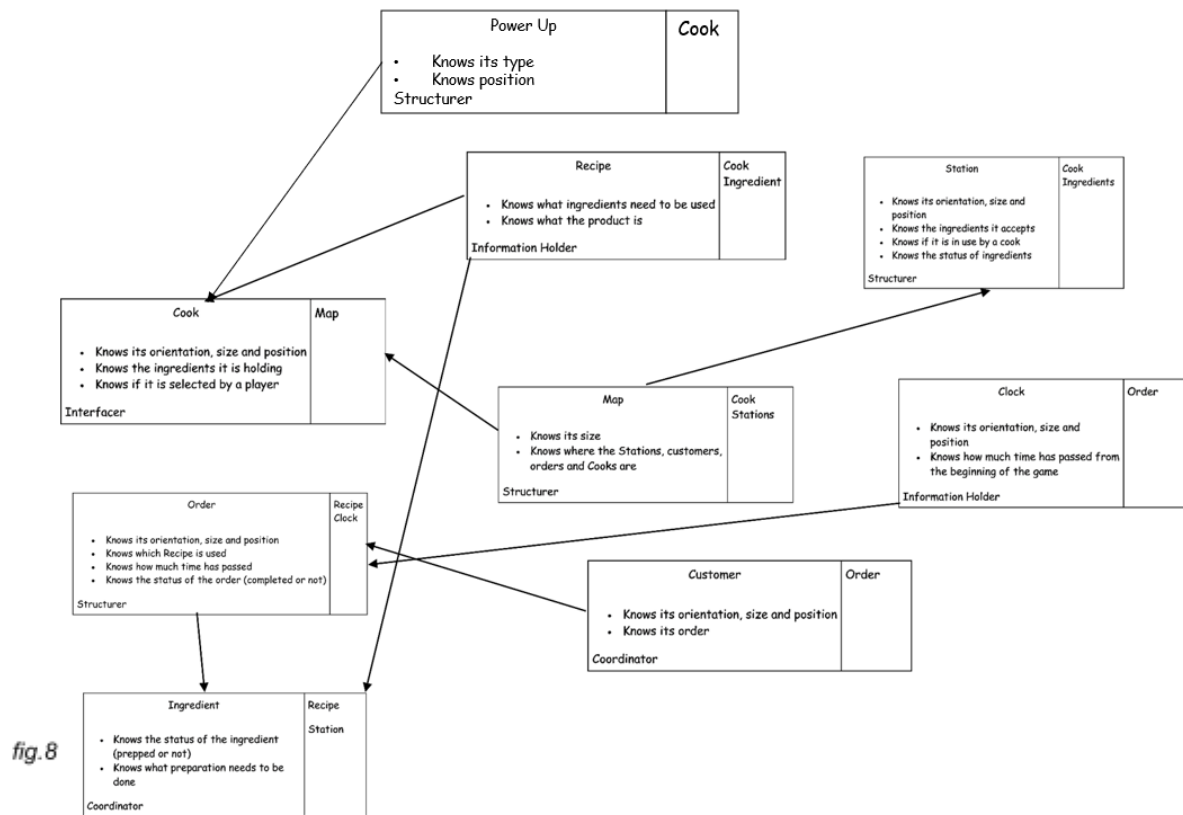 Power Up
Cook
• Knows its type
• Knows position
Structurer
Recipe
Cook
Ingredient
• Knows what ingredients need to be used
• Knows what the product is
Information Holder
Station
Cook
Ingredients
• Knows its orientation, size and
position
• Knows the ingredients it accepts
• Knows if it is in use by a cook
• Knows the status of ingredients
Structurer
Cook
Map
• Knows its orientation, size and position
• Knows the ingredients it is holding
• Knows if it is selected by a player
Interfacer
Map
Cook
Stations
• Knows its size
• Knows where the Stations, customers,
orders and Cooks are
Structurer
Clock
Order
• Knows its orientation, size and
position
• Knows how much time has passed from
the beginning of the game
Information Holder
Order
Recipe
Clock
• Knows its orientation, size and position
• Knows which Recipe is used
• Knows how much time has passed
• Knows the status of the order (completed or not)
Structurer
Customer
Order
• Knows its orientation, size and position
• Knows its order
Coordinator
Ingredient
Recipe
Station
• Knows the status of the ingredient
(prepped or not)
• Knows what preparation needs to be
done
Coordinator
fig.8